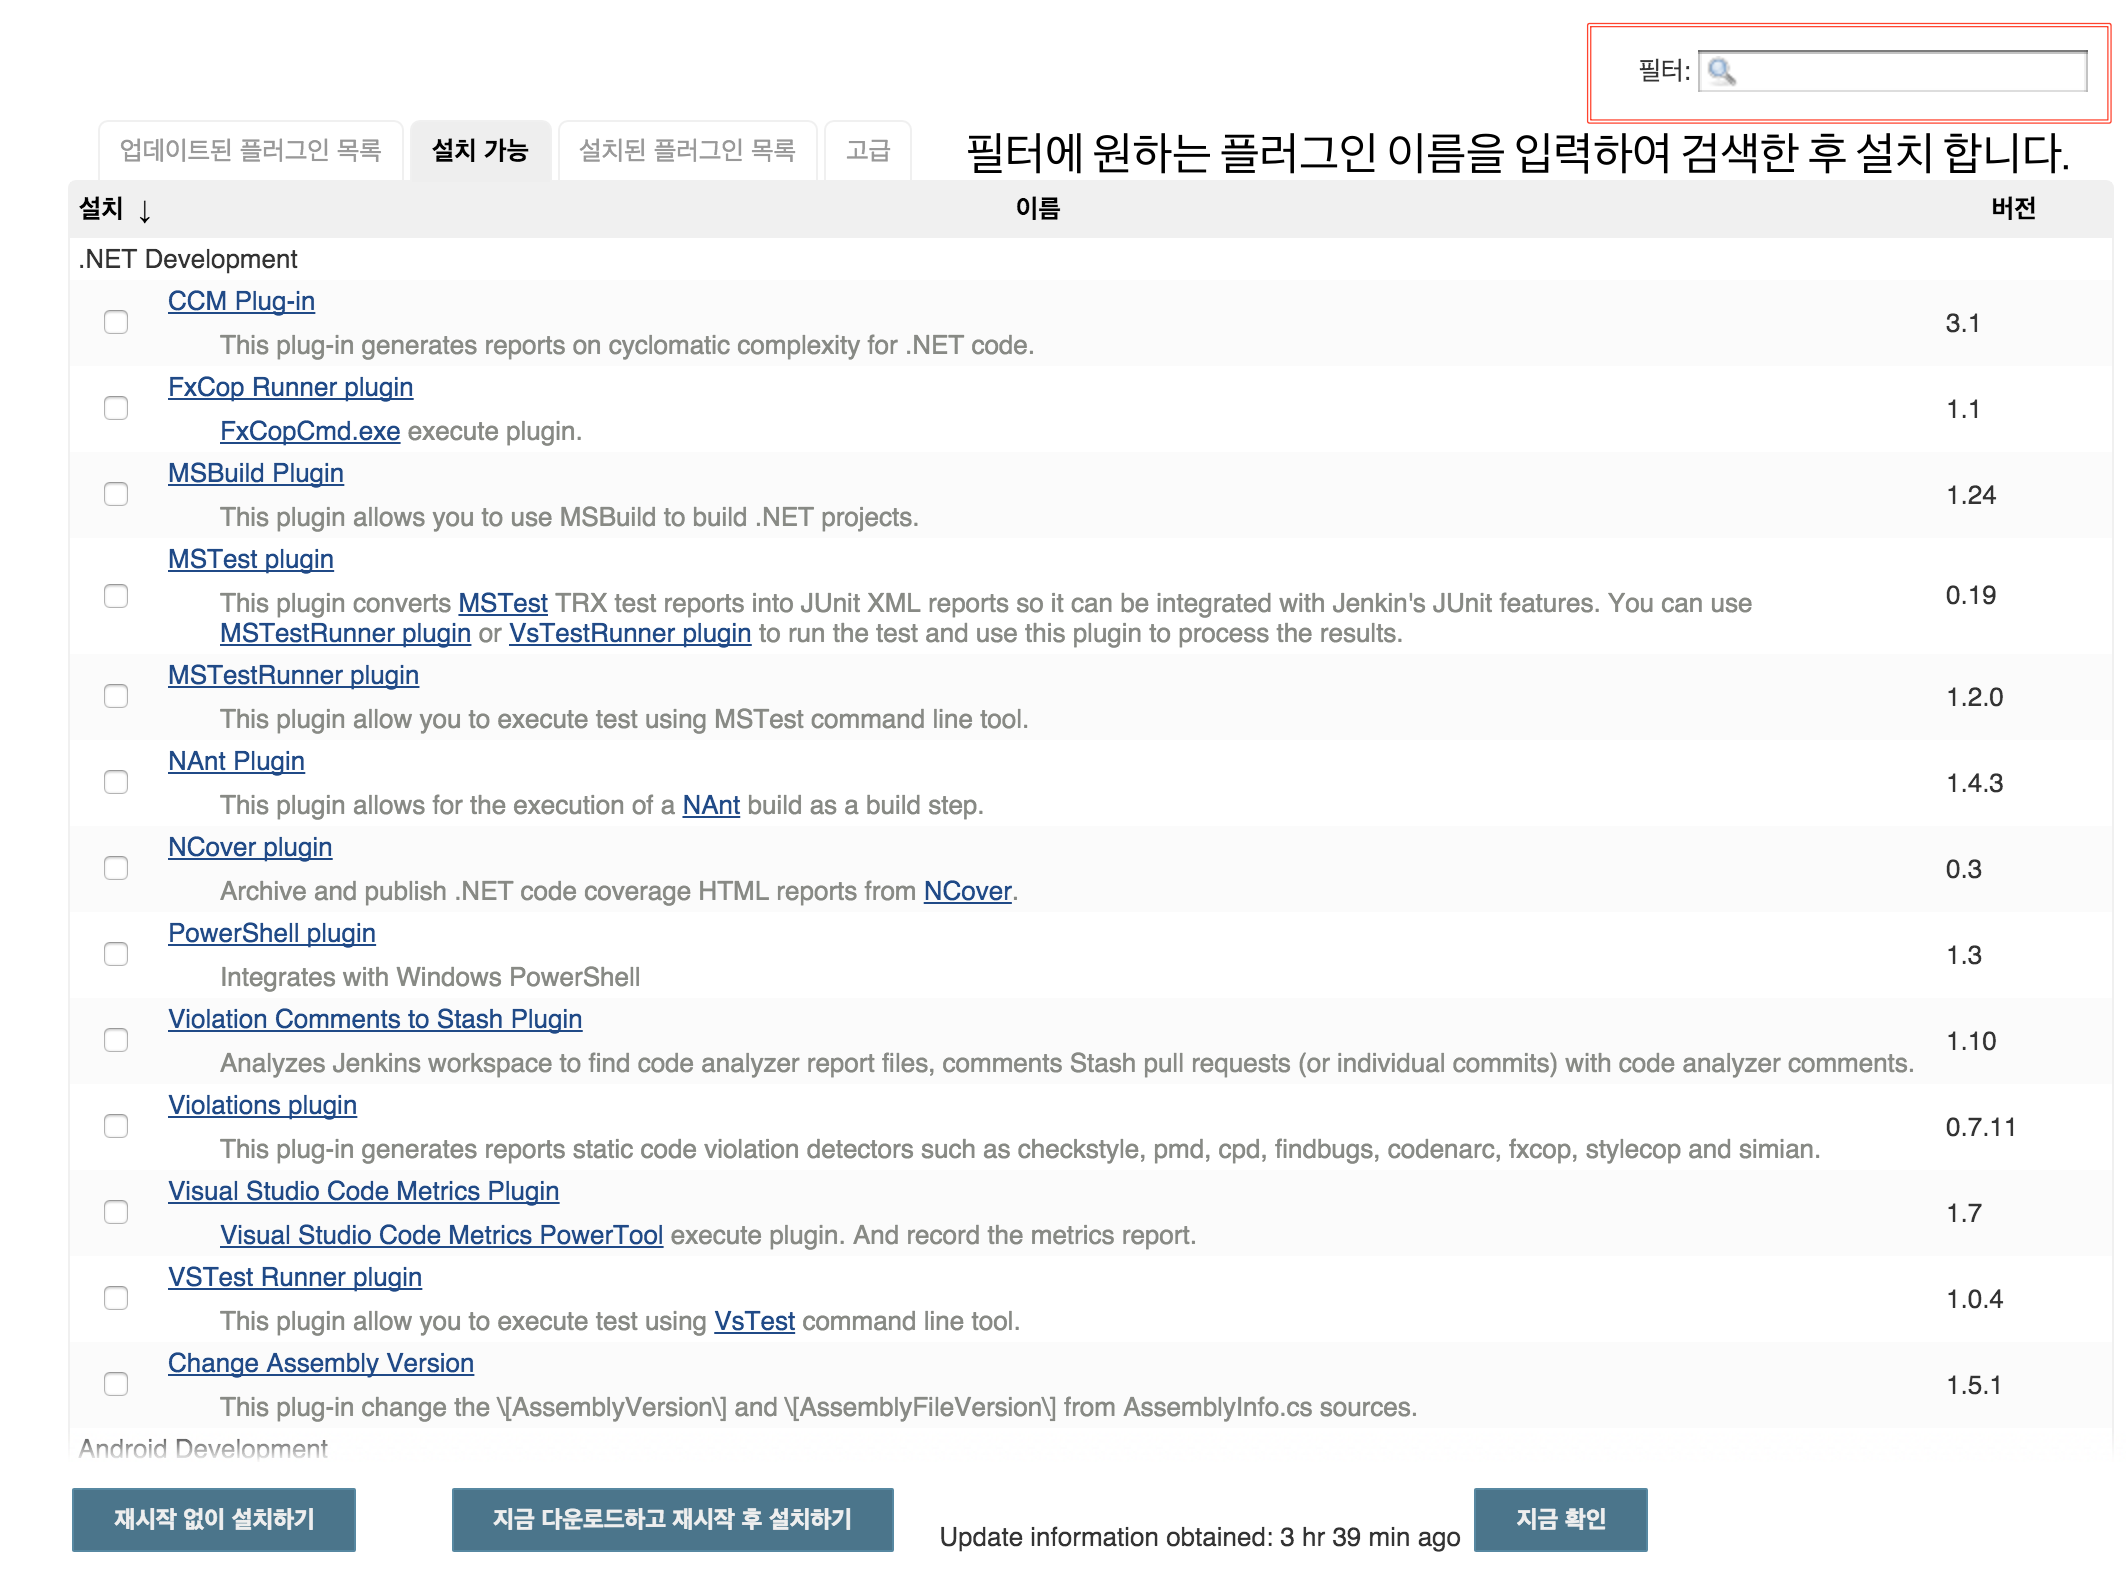 필터:
업데이트된 플러그인 목록 설치 가능 설치된 플러그인 목록 고급 필터에 원하는 플러그인 이름을 입력하여 검색한 후 설치 합니다.
설치 ↓ 이름 버전
.NET Development
CCM Plug-in
This plug-in generates reports on cyclomatic complexity for .NET code.
3.1
FxCop Runner plugin
FxCopCmd.exe execute plugin.
1.1
MSBuild Plugin
This plugin allows you to use MSBuild to build .NET projects.
1.24
MSTest plugin
This plugin converts MSTest TRX test reports into JUnit XML reports so it can be integrated with Jenkin's JUnit features. You can use
MSTestRunner plugin or VsTestRunner plugin to run the test and use this plugin to process the results.
0.19
MSTestRunner plugin
This plugin allow you to execute test using MSTest command line tool.
1.2.0
NAnt Plugin
This plugin allows for the execution of a NAnt build as a build step.
1.4.3
NCover plugin
Archive and publish .NET code coverage HTML reports from NCover.
0.3
PowerShell plugin
Integrates with Windows PowerShell
1.3
Violation Comments to Stash Plugin
Analyzes Jenkins workspace to find code analyzer report files, comments Stash pull requests (or individual commits) with code analyzer comments.
1.10
Violations plugin
This plug-in generates reports static code violation detectors such as checkstyle, pmd, cpd, findbugs, codenarc, fxcop, stylecop and simian.
0.7.11
Visual Studio Code Metrics Plugin
Visual Studio Code Metrics PowerTool execute plugin. And record the metrics report.
1.7
VSTest Runner plugin
This plugin allow you to execute test using VsTest command line tool.
1.0.4
Change Assembly Version
This plug-in change the \[AssemblyVersion\] and \[AssemblyFileVersion\] from AssemblyInfo.cs sources.
1.5.1
Android Development
재시작 없이 설치하기 지금 다운로드하고 재시작 후 설치하기 Update information obtained: 3 hr 39 min ago 지금 확인